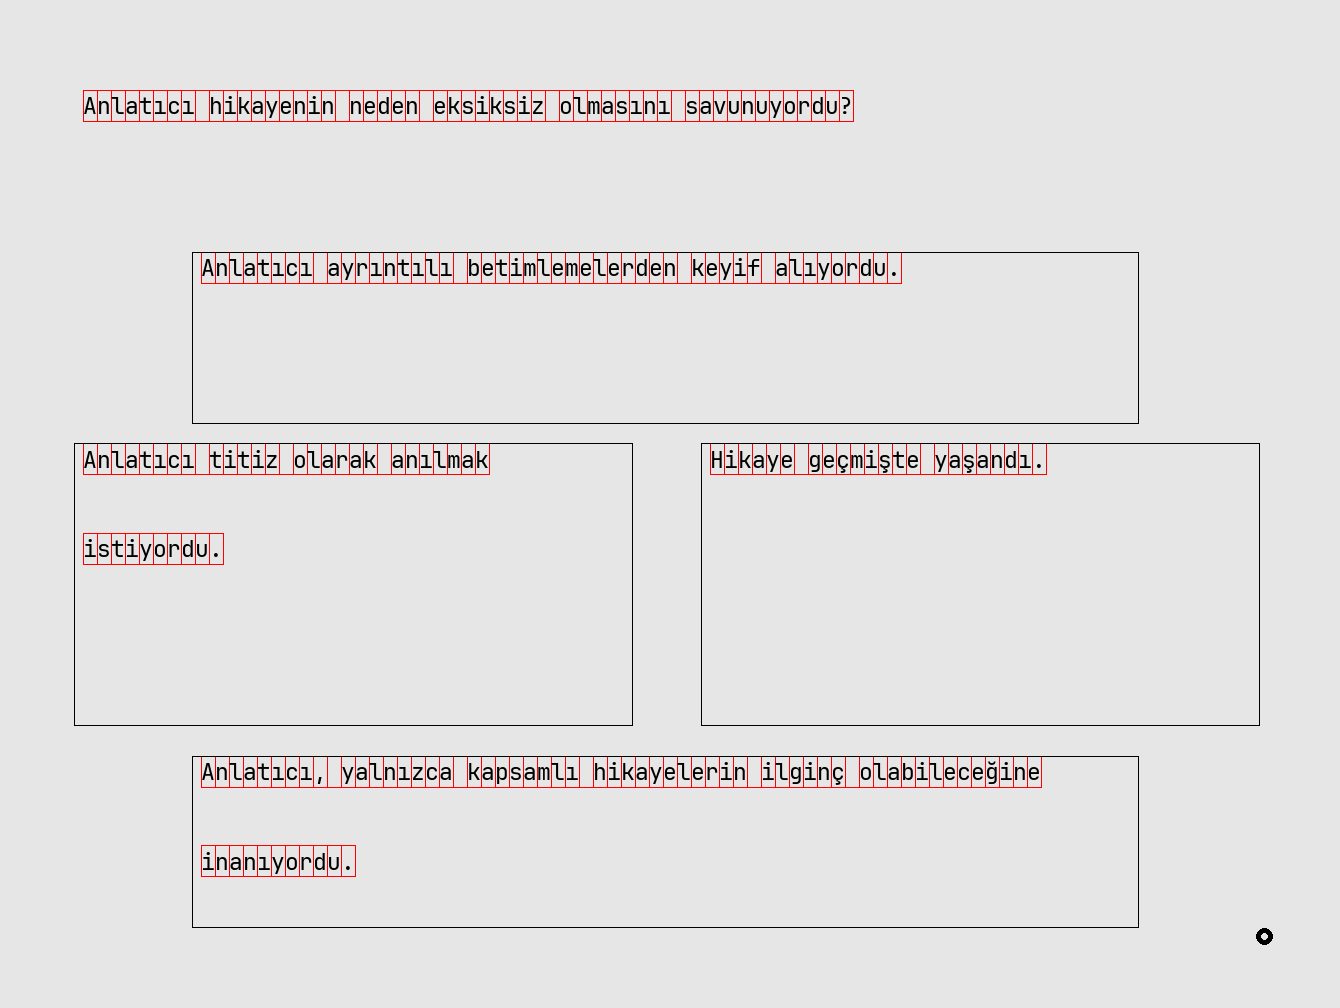 Anlatıcı hikayenin neden eksiksiz olmasını savunuyordu?
Anlatıcı ayrıntılı betimlemelerden keyif alıyordu.
Anlatıcı titiz olarak anılmak
istiyordu.
Hikaye geçmişte yaşandı.
Anlatıcı, yalnızca kapsamlı hikayelerin ilginç olabileceğine
inanıyordu.